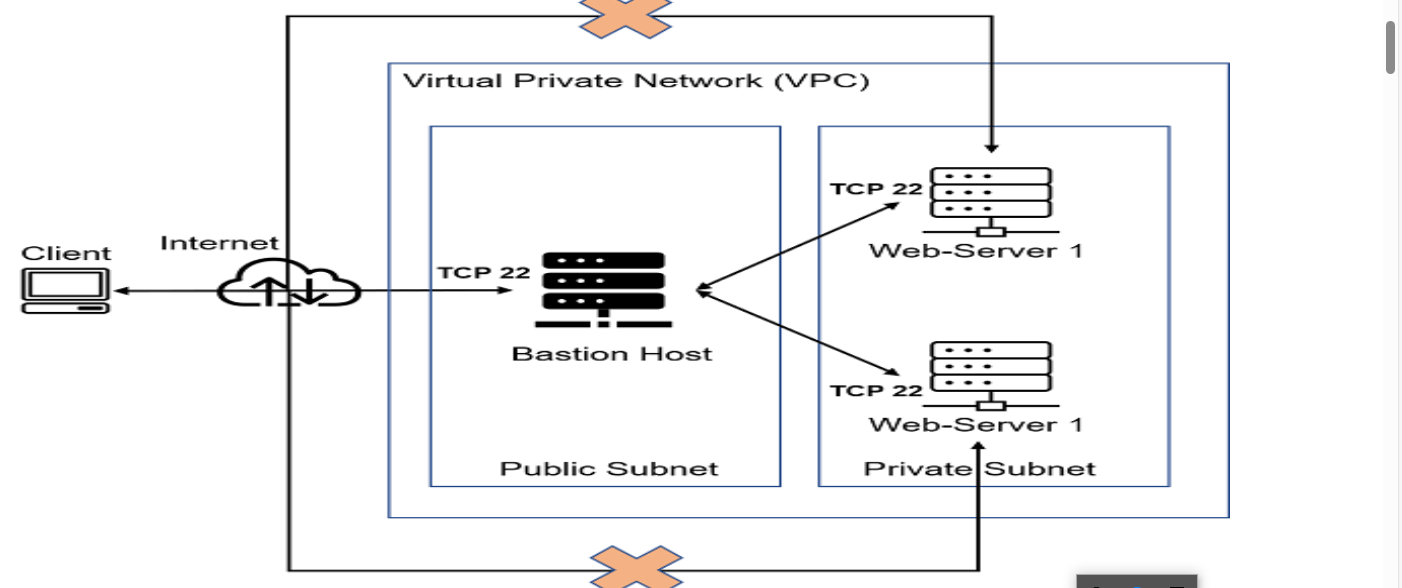 Virtual Private Network (VPC)
TCP 22
Web-Server 1
Client
Internet
TCP 22
Bastion Host
TCP 22
Web-Server 1
Public Subnet
Private Subnet